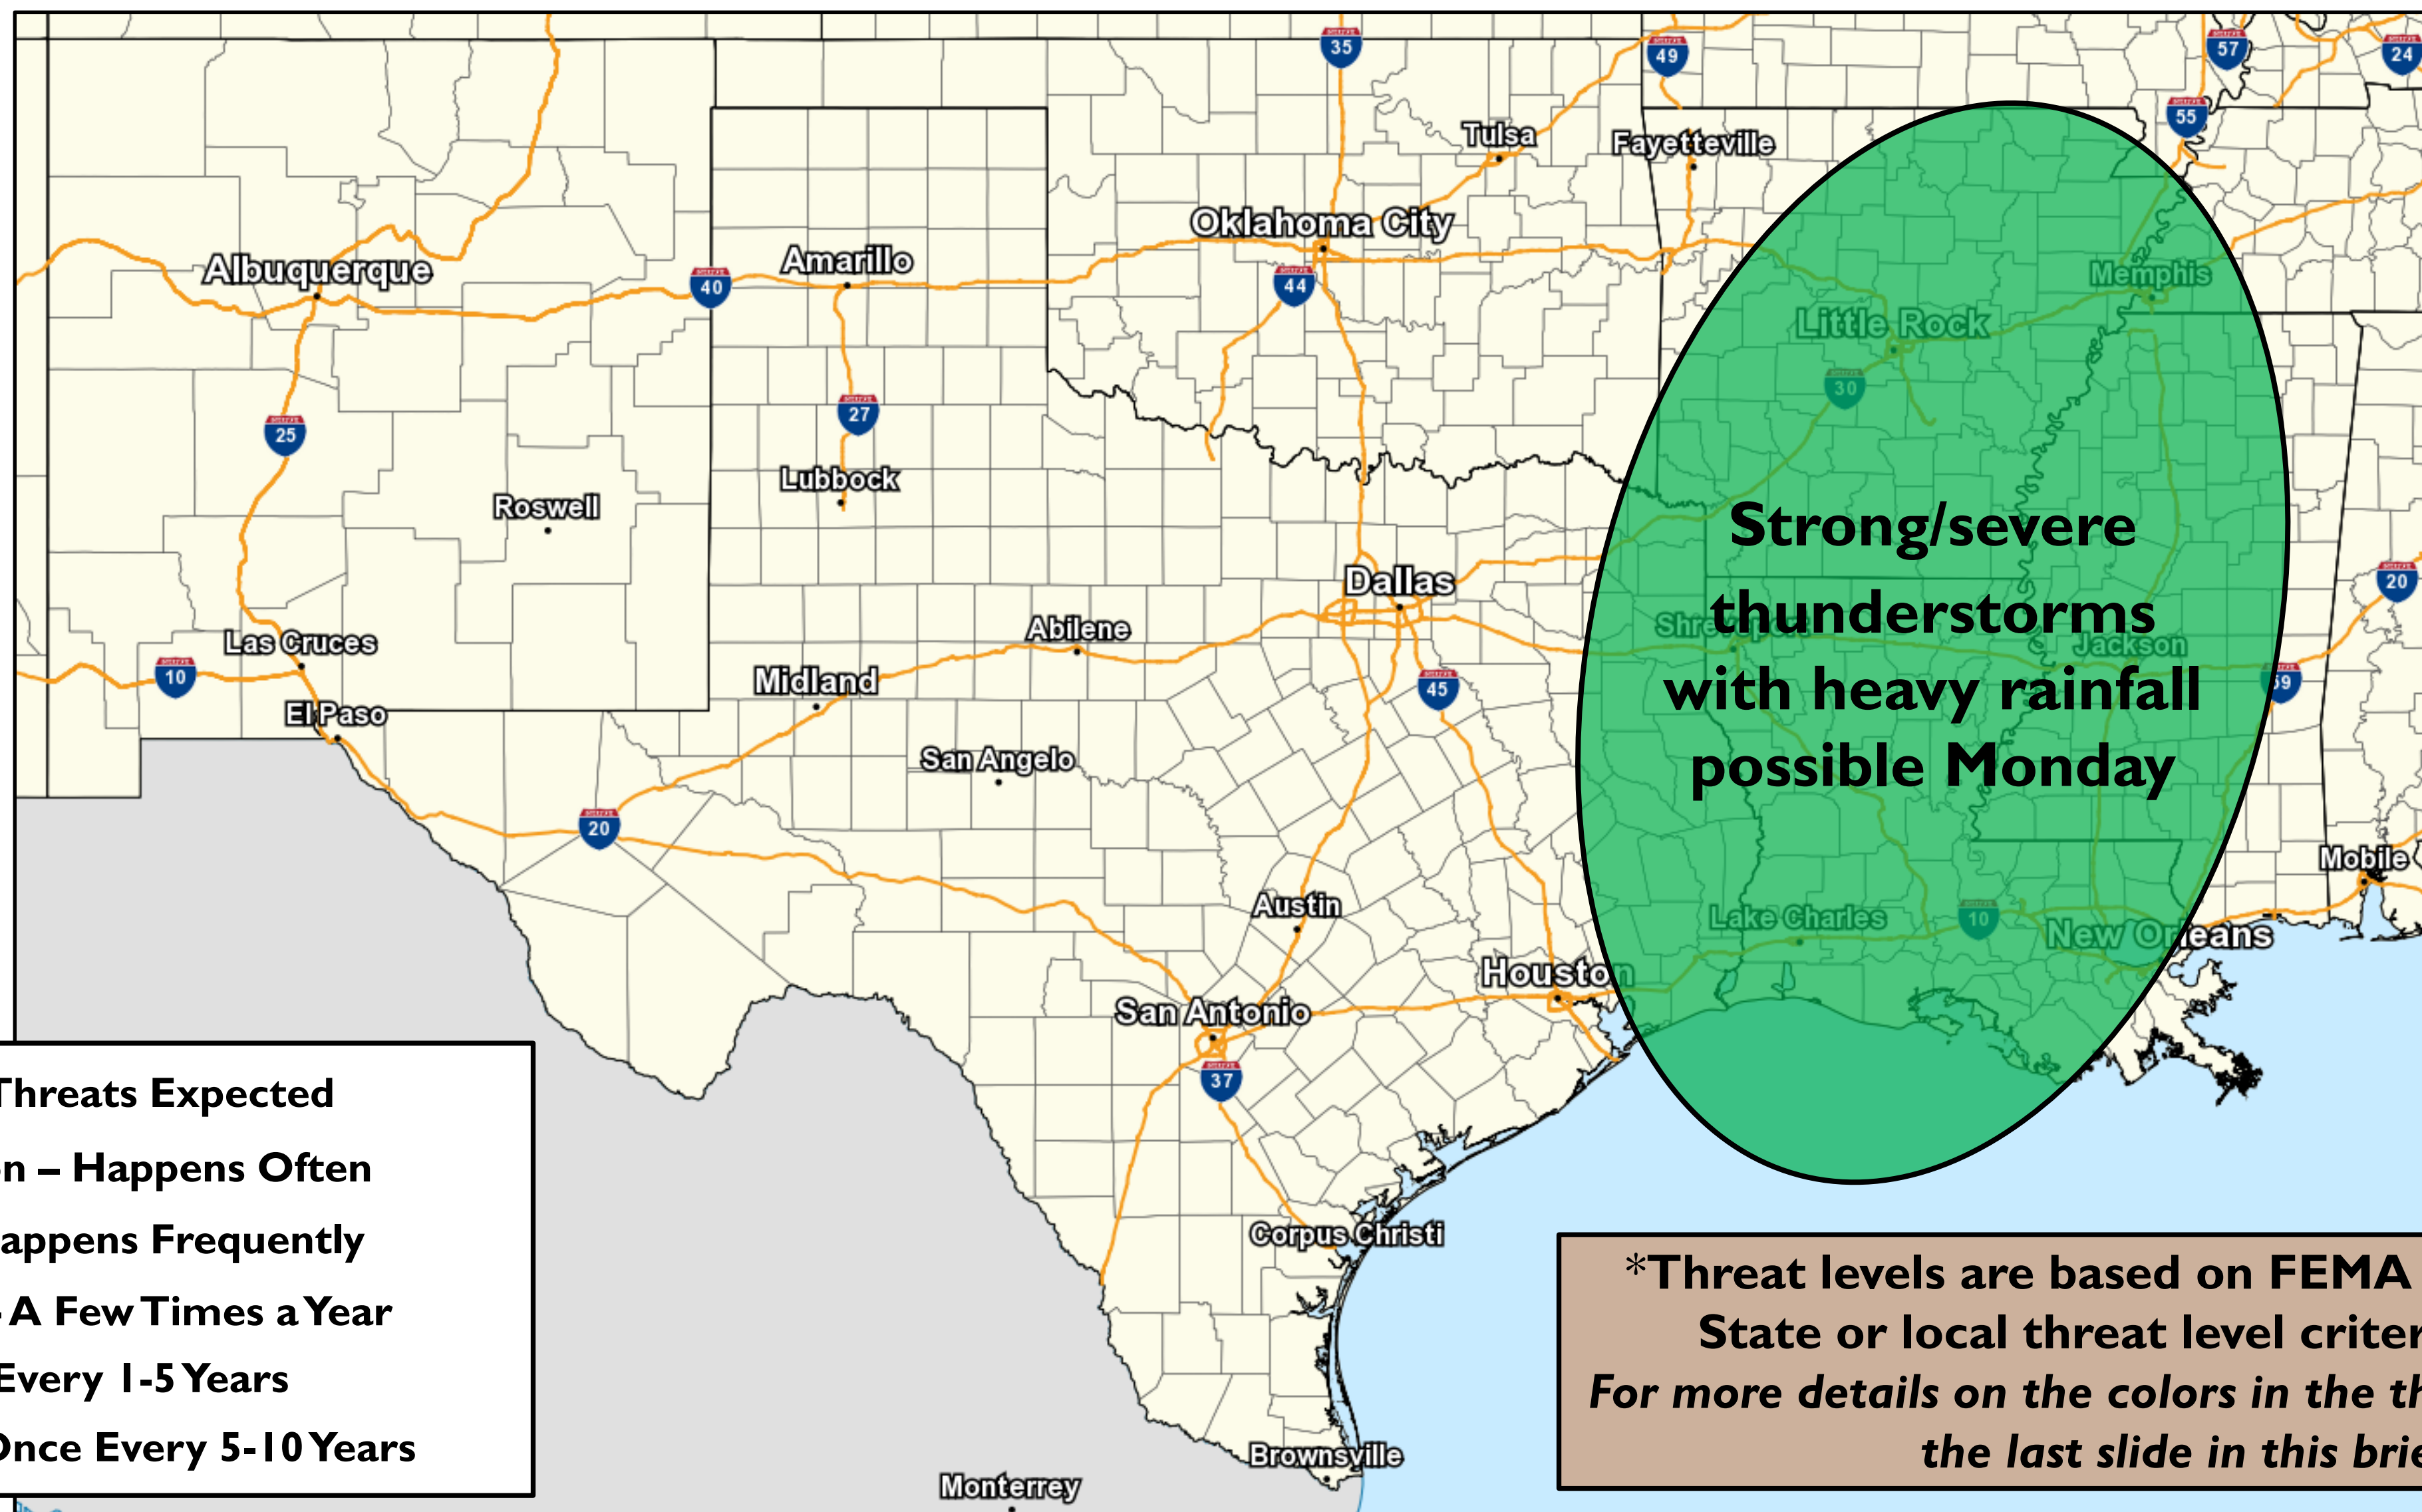 35
49
57
24
55
Tulsa
Fayetteville
Oklahoma City
Albuquerque
40
Amarillo
44
Memphis
Little Rock
30
27
25
Lubbock
Roswell
Strong/severe
thunderstorms
with heavy rainfall
possible Monday
Dallas
20
Abilene
Shreveport
Jackson
Las Cruces
10
Midland
45
59
El Paso
San Angelo
20
Mobile
Austin
Lake Charles
10
New Orleans
Houston
San Antonio
37
Corpus Christi
Brownsville
Monterrey
Threats Expected
n – Happens Often
appens Frequently
- A Few Times a Year
Every 1-5 Years
Once Every 5-10 Years
*Threat levels are based on FEMA
State or local threat level criter
For more details on the colors in the th
the last slide in this brie